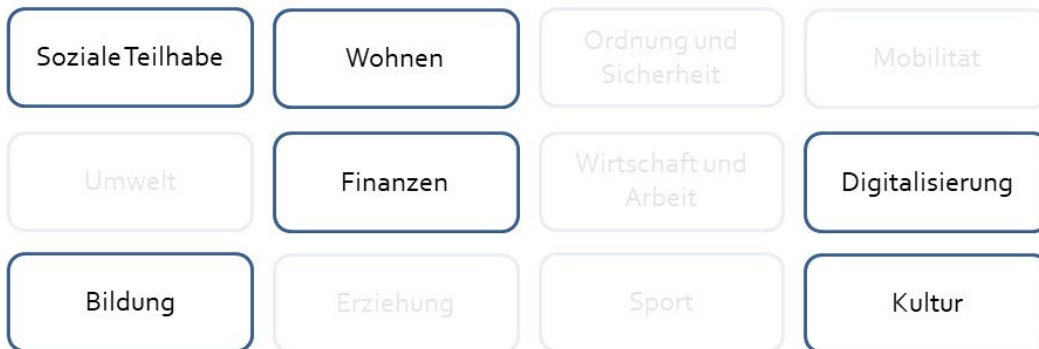 Soziale Teilhabe
Wohnen
Ordnung und
Sicherheit
Mobilität
Umwelt
Finanzen
Wirtschaft und
Arbeit
Digitalisierung
Bildung
Erziehung
Sport
Kultur